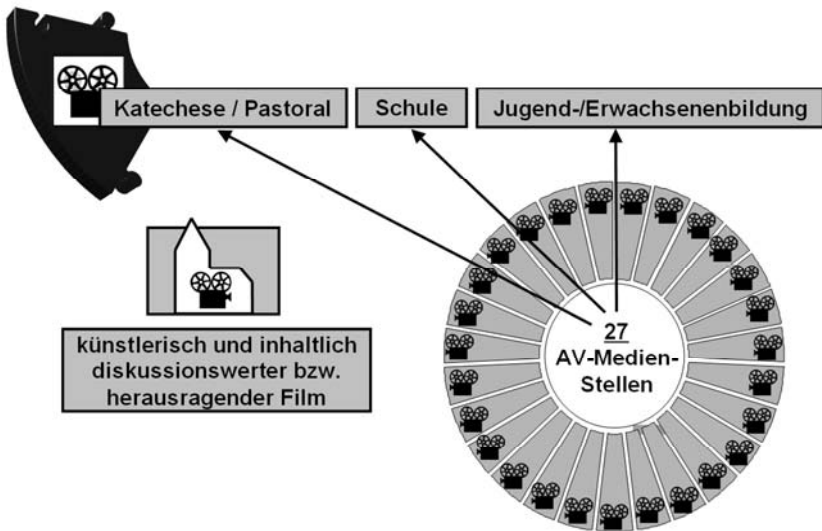 Katechese / Pastoral
Schule
Jugend-/Erwachsenenbildung
künstlerisch und inhaltlich
diskussionswerter bzw.
herausragender Film
27
AV-Medien-
Stellen